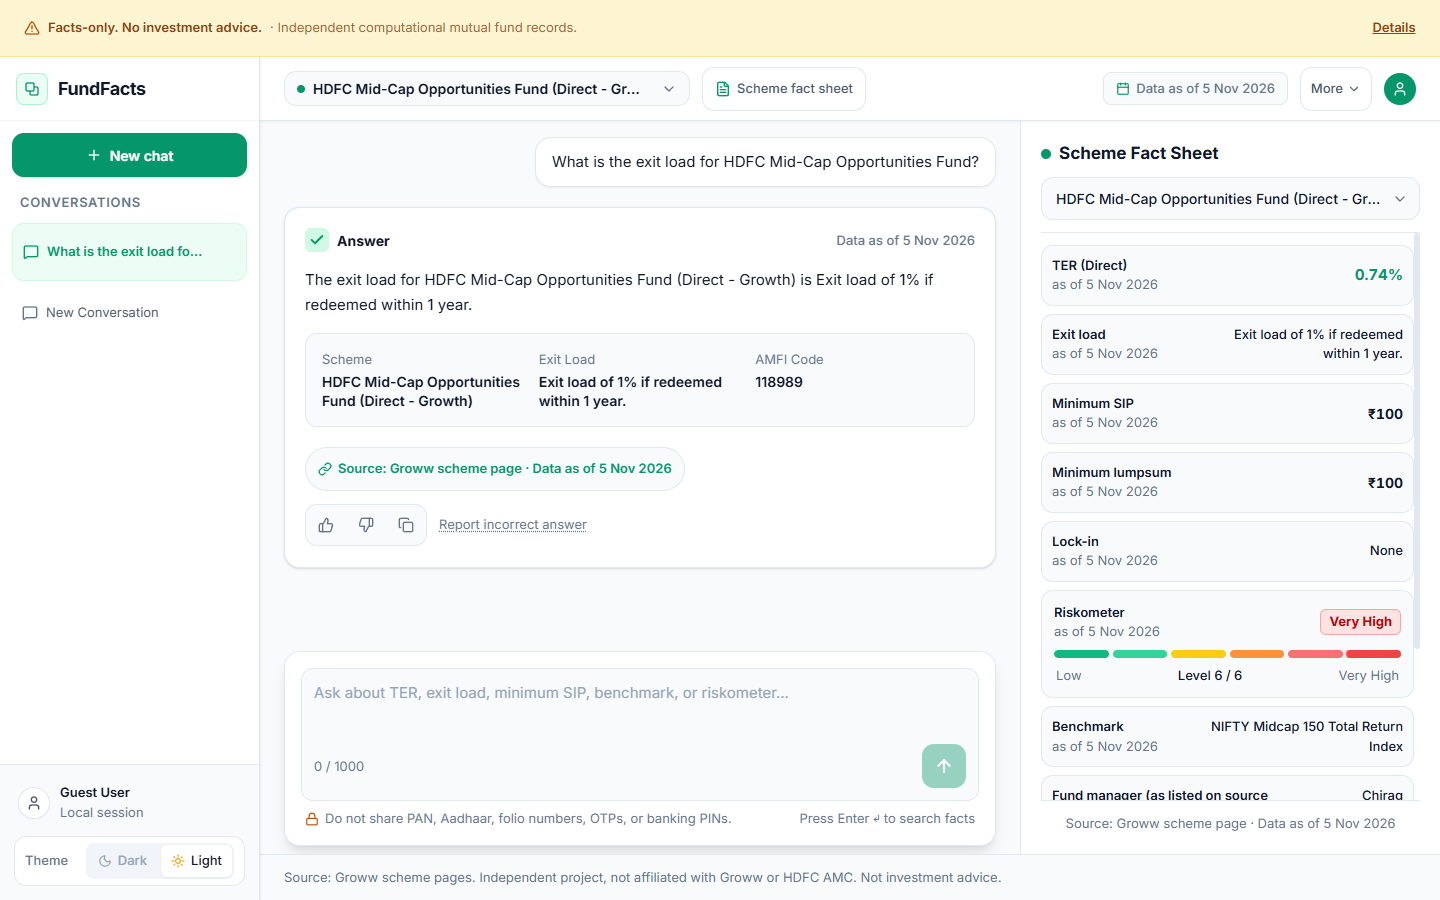 Facts-only. No investment advice. · Independent computational mutual fund records.
Details
FundFacts
HDFC Mid-Cap Opportunities Fund (Direct - Gr...
Scheme fact sheet
Data as of 5 Nov 2026
More
New chat
CONVERSATIONS
What is the exit load fo...
New Conversation
Guest User
Local session
Theme
Dark
Light
What is the exit load for HDFC Mid-Cap Opportunities Fund?
Answer
Data as of 5 Nov 2026
The exit load for HDFC Mid-Cap Opportunities Fund (Direct - Growth) is Exit load of 1% if
redeemed within 1 year.
Scheme
HDFC Mid-Cap Opportunities
Fund (Direct - Growth)
Exit Load
Exit load of 1% if redeemed
within 1 year.
AMFI Code
118989
Source: Groww scheme page · Data as of 5 Nov 2026
Report incorrect answer
Ask about TER, exit load, minimum SIP, benchmark, or riskometer...
0 / 1000
Do not share PAN, Aadhaar, folio numbers, OTPs, or banking PINs.
Press Enter ↵ to search facts
Scheme Fact Sheet
HDFC Mid-Cap Opportunities Fund (Direct - Gr...
TER (Direct)
as of 5 Nov 2026
0.74%
Exit load
as of 5 Nov 2026
Exit load of 1% if redeemed
within 1 year.
Minimum SIP
as of 5 Nov 2026
₹100
Minimum lumpsum
as of 5 Nov 2026
₹100
Lock-in
as of 5 Nov 2026
None
Riskometer
as of 5 Nov 2026
Very High
Low
Level 6 / 6
Very High
Benchmark
as of 5 Nov 2026
NIFTY Midcap 150 Total Return
Index
Fund manager (as listed on source
Chirag
Source: Groww scheme page · Data as of 5 Nov 2026
Source: Groww scheme pages. Independent project, not affiliated with Groww or HDFC AMC. Not investment advice.